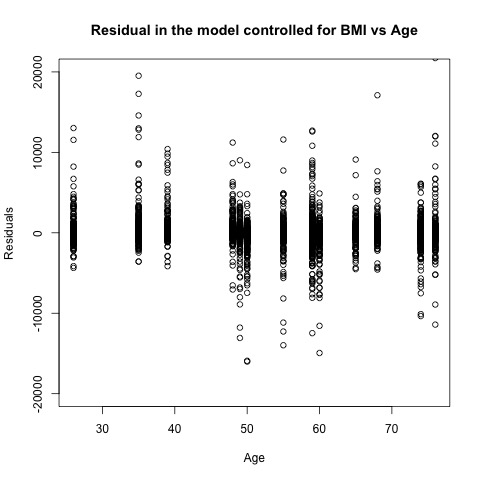 Residual in the model controlled for BMI vs Age
20000
10000
0
-10000
-20000
Residuals
30 40 50 60 70
Age